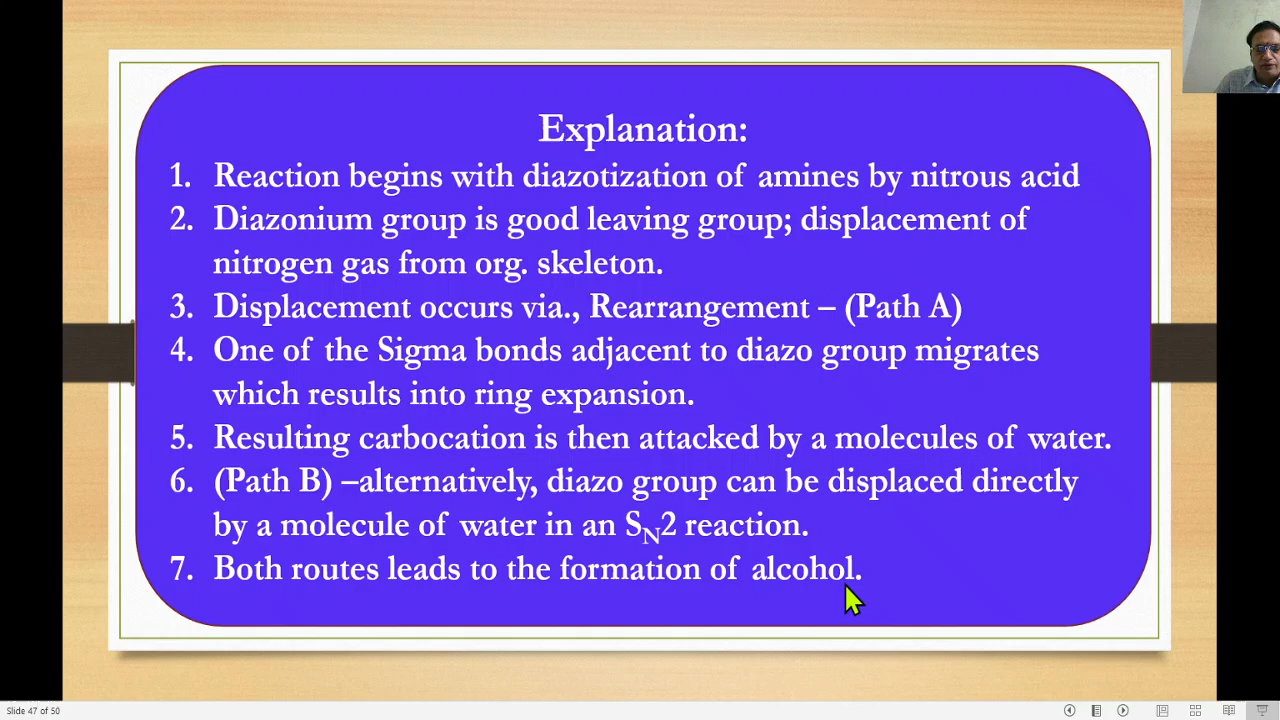 Explanation:
1. Reaction begins with diazotization of amines by nitrous acid
2. Diazonium group is good leaving group; displacement of
nitrogen gas from org. skeleton.
3. Displacement occurs via., Rearrangement – (Path A)
4. One of the Sigma bonds adjacent to diazo group migrates
which results into ring expansion.
5. Resulting carbocation is then attacked by a molecules of water.
6. (Path B) –alternatively, diazo group can be displaced directly
by a molecule of water in an SN2 reaction.
7. Both routes leads to the formation of alcohol.
Slide 47 of 50